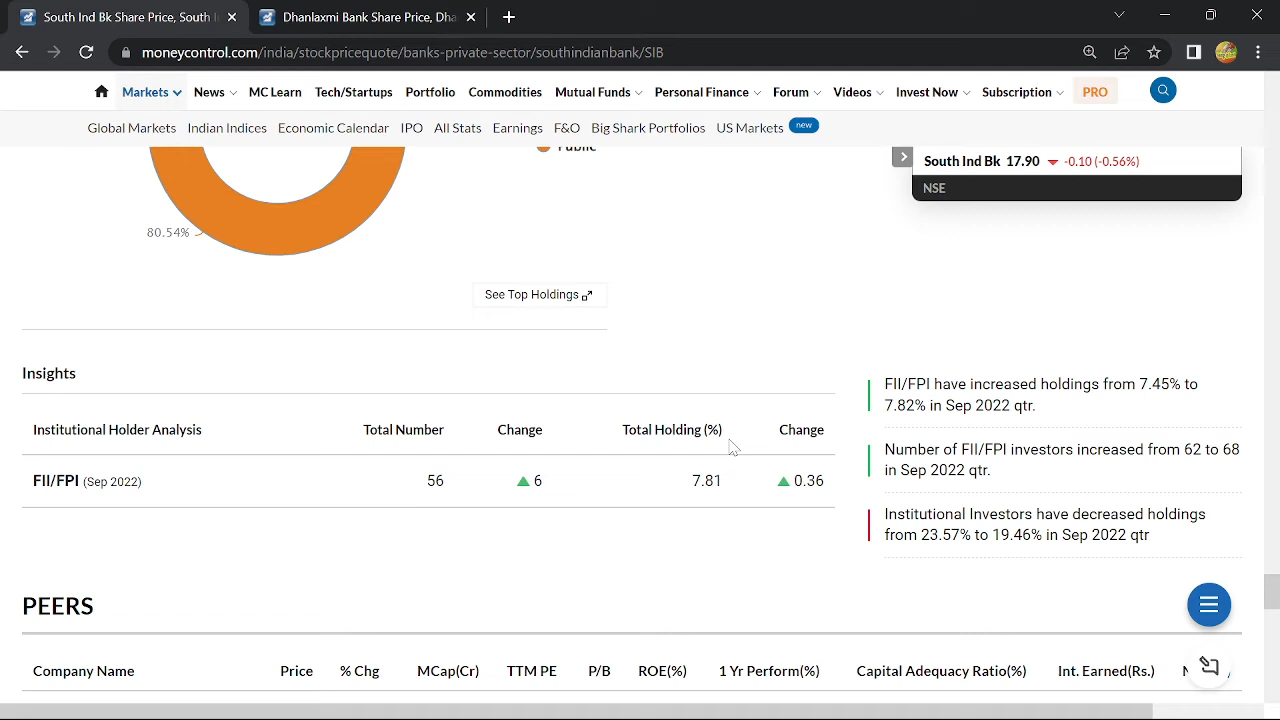 South Ind Bk Share Price, South I
Dhanlaxmi Bank Share Price, Dha
moneycontrol.com/india/stockpricequote/banks-private-sector/southindianbank/SIB
Markets News MC Learn Tech/Startups Portfolio Commodities Mutual Funds Personal Finance Forum Videos Invest Now Subscription PRO
Global Markets Indian Indices Economic Calendar IPO All Stats Earnings F&O Big Shark Portfolios US Markets new
Public
South Ind Bk 17.90 -0.10 (-0.56%)
NSE
80.54%
See Top Holdings
Insights
Institutional Holder Analysis Total Number Change Total Holding (%) Change
FII/FPI (Sep 2022) 56 6 7.81 0.36
FII/FPI have increased holdings from 7.45% to
7.82% in Sep 2022 qtr.
Number of FII/FPI investors increased from 62 to 68
in Sep 2022 qtr.
Institutional Investors have decreased holdings
from 23.57% to 19.46% in Sep 2022 qtr
PEERS
Company Name Price % Chg MCap(Cr) TTM PE P/B ROE(%) 1 Yr Perform(%) Capital Adequacy Ratio(%) Int. Earned(Rs.)